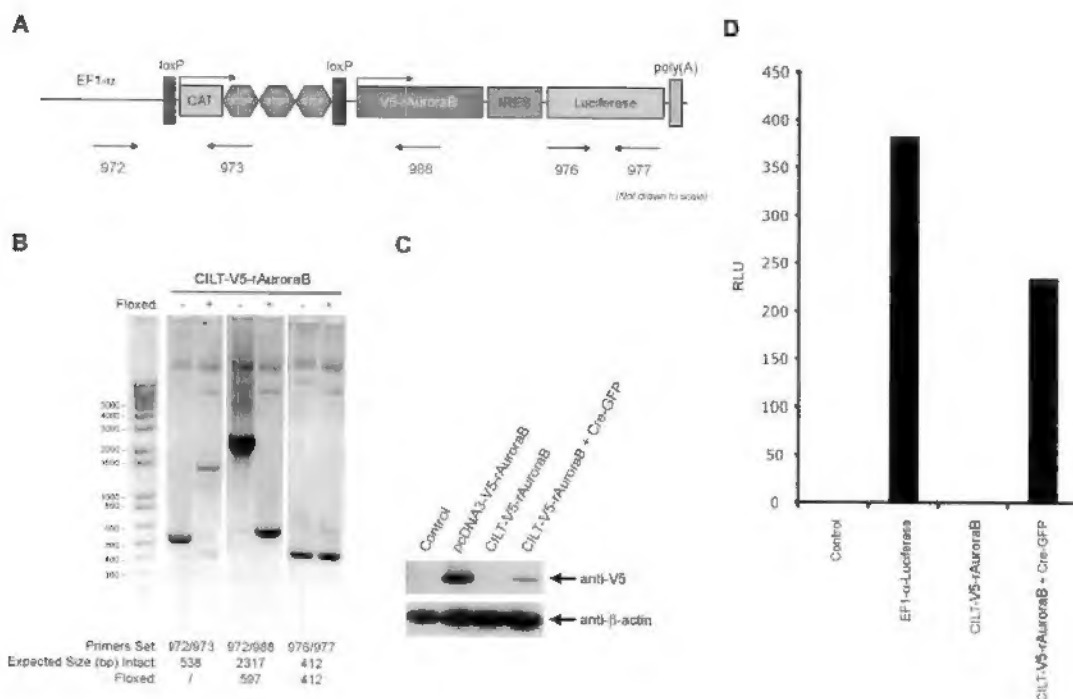 A
EF1-α
loxP
CAT
loxP
V5-rAuroraB
IRES
Luciferase
poly(A)
972
973
988
976
977
(Not drawn to scale)
B
CILT-V5-rAuroraB
Floxed:
- + - + - +
Primers Set: 972/973 972/988 976/977
Expected Size (bp) Intact: 538 2317 412
Floxed: / 597 412
C
Control
pcDNA3-V5-rAuroraB
CILT-V5-rAuroraB
CILT-V5-rAuroraB + Cre-GFP
anti-V5
anti-β-actin
D
RLU
450
400
350
300
250
200
150
100
50
0
Control
EF1-α-Luciferase
CILT-V5-rAuroraB
CILT-V5-rAuroraB + Cre-GFP